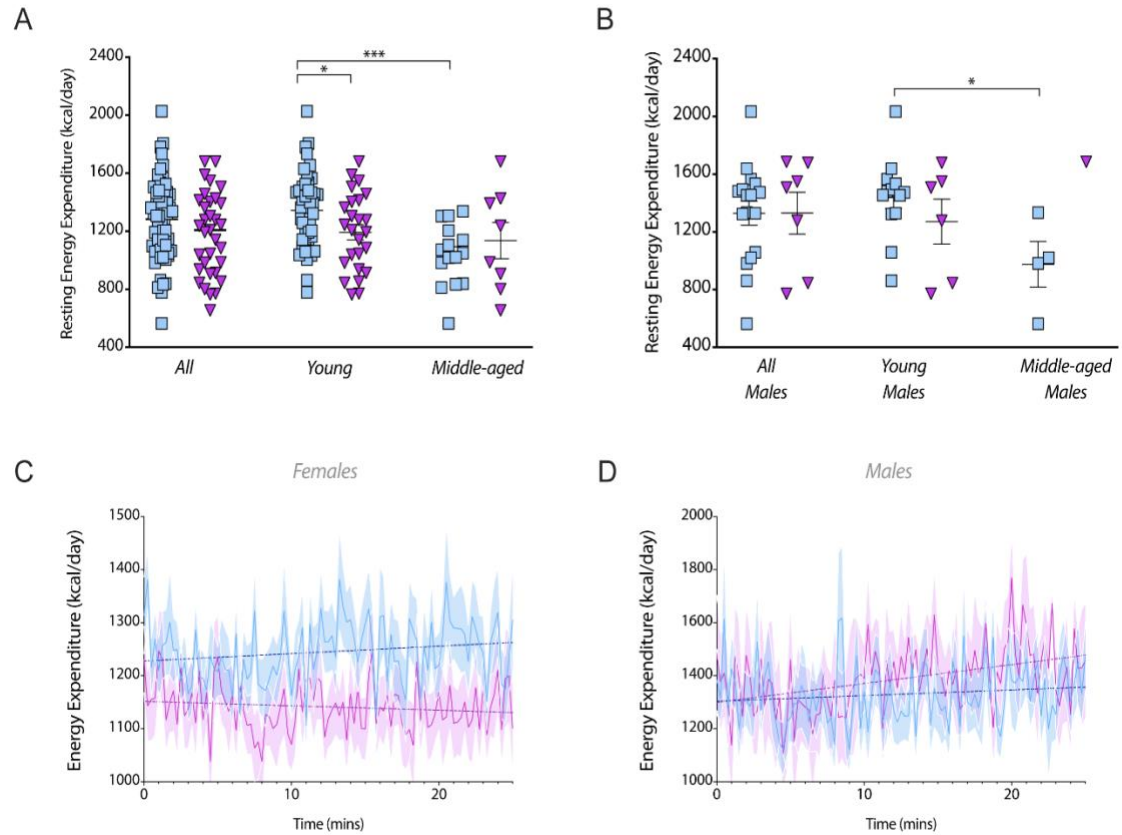 A
***
*
Resting Energy Expenditure (kcal/day)
2400
2000
1600
1200
800
400
All
Young
Middle-aged
B
*
Resting Energy Expenditure (kcal/day)
2400
2000
1600
1200
800
400
All
Males
Young
Males
Middle-aged
Males
C
Females
Energy Expenditure (kcal/day)
1500
1400
1300
1200
1100
1000
0
10
20
Time (mins)
D
Males
Energy Expenditure (kcal/day)
2000
1800
1600
1400
1200
1000
0
10
20
Time (mins)